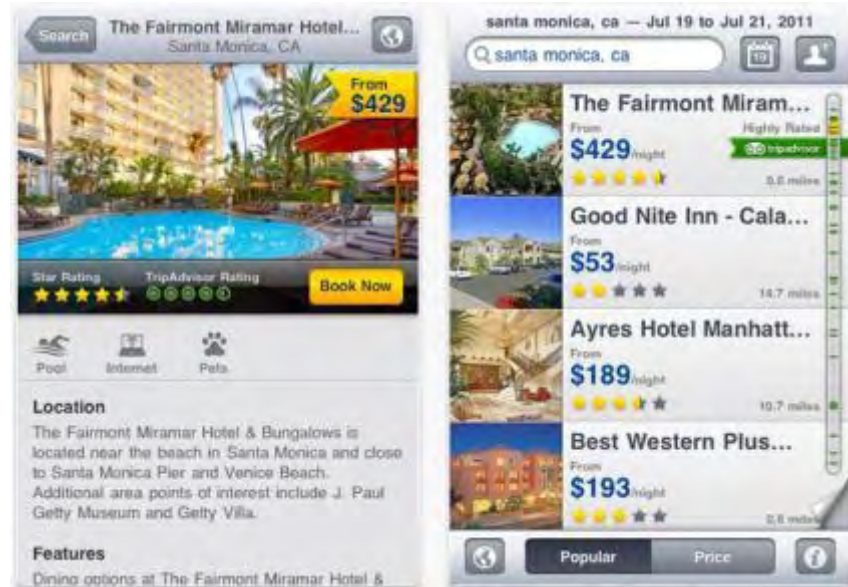 Search
The Fairmont Miramar Hotel...
Santa Monica, CA
From
$429
Star Rating
TripAdvisor Rating
Book Now
Pool
Internet
Pets
Location
The Fairmont Miramar Hotel & Bungalows is
located near the beach in Santa Monica and close
to Santa Monica Pier and Venice Beach.
Additional area points of interest include J. Paul
Getty Museum and Getty Villa.
Features
Dining options at The Fairmont Miramar Hotel &
santa monica, ca — Jul 19 to Jul 21, 2011
santa monica, ca
The Fairmont Miram...
From
Highly Rated
$429/night
tripadvisor
miles
Good Nite Inn - Cala...
From
$53/night
14.7 miles
Ayres Hotel Manhatt...
From
$189/night
10.7 miles
Best Western Plus...
From
$193/night
Popular
Price